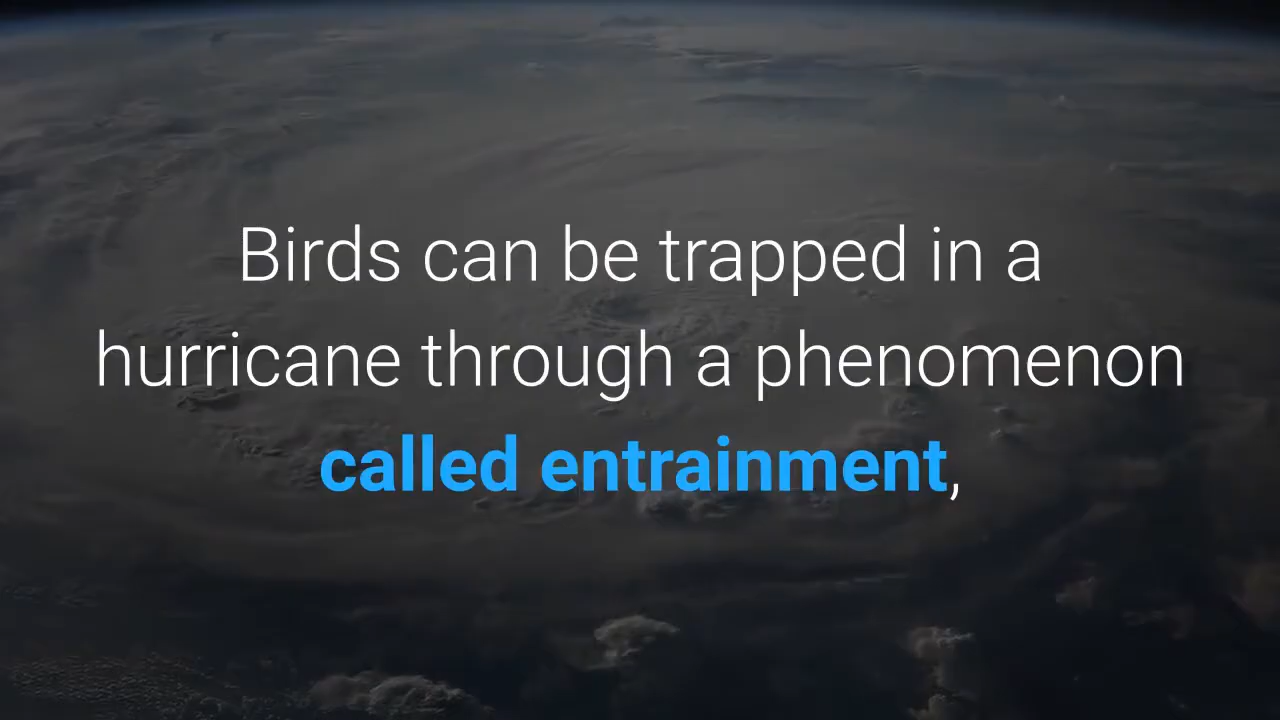 Birds can be trapped in a
hurricane through a phenomenon
called entrainment,